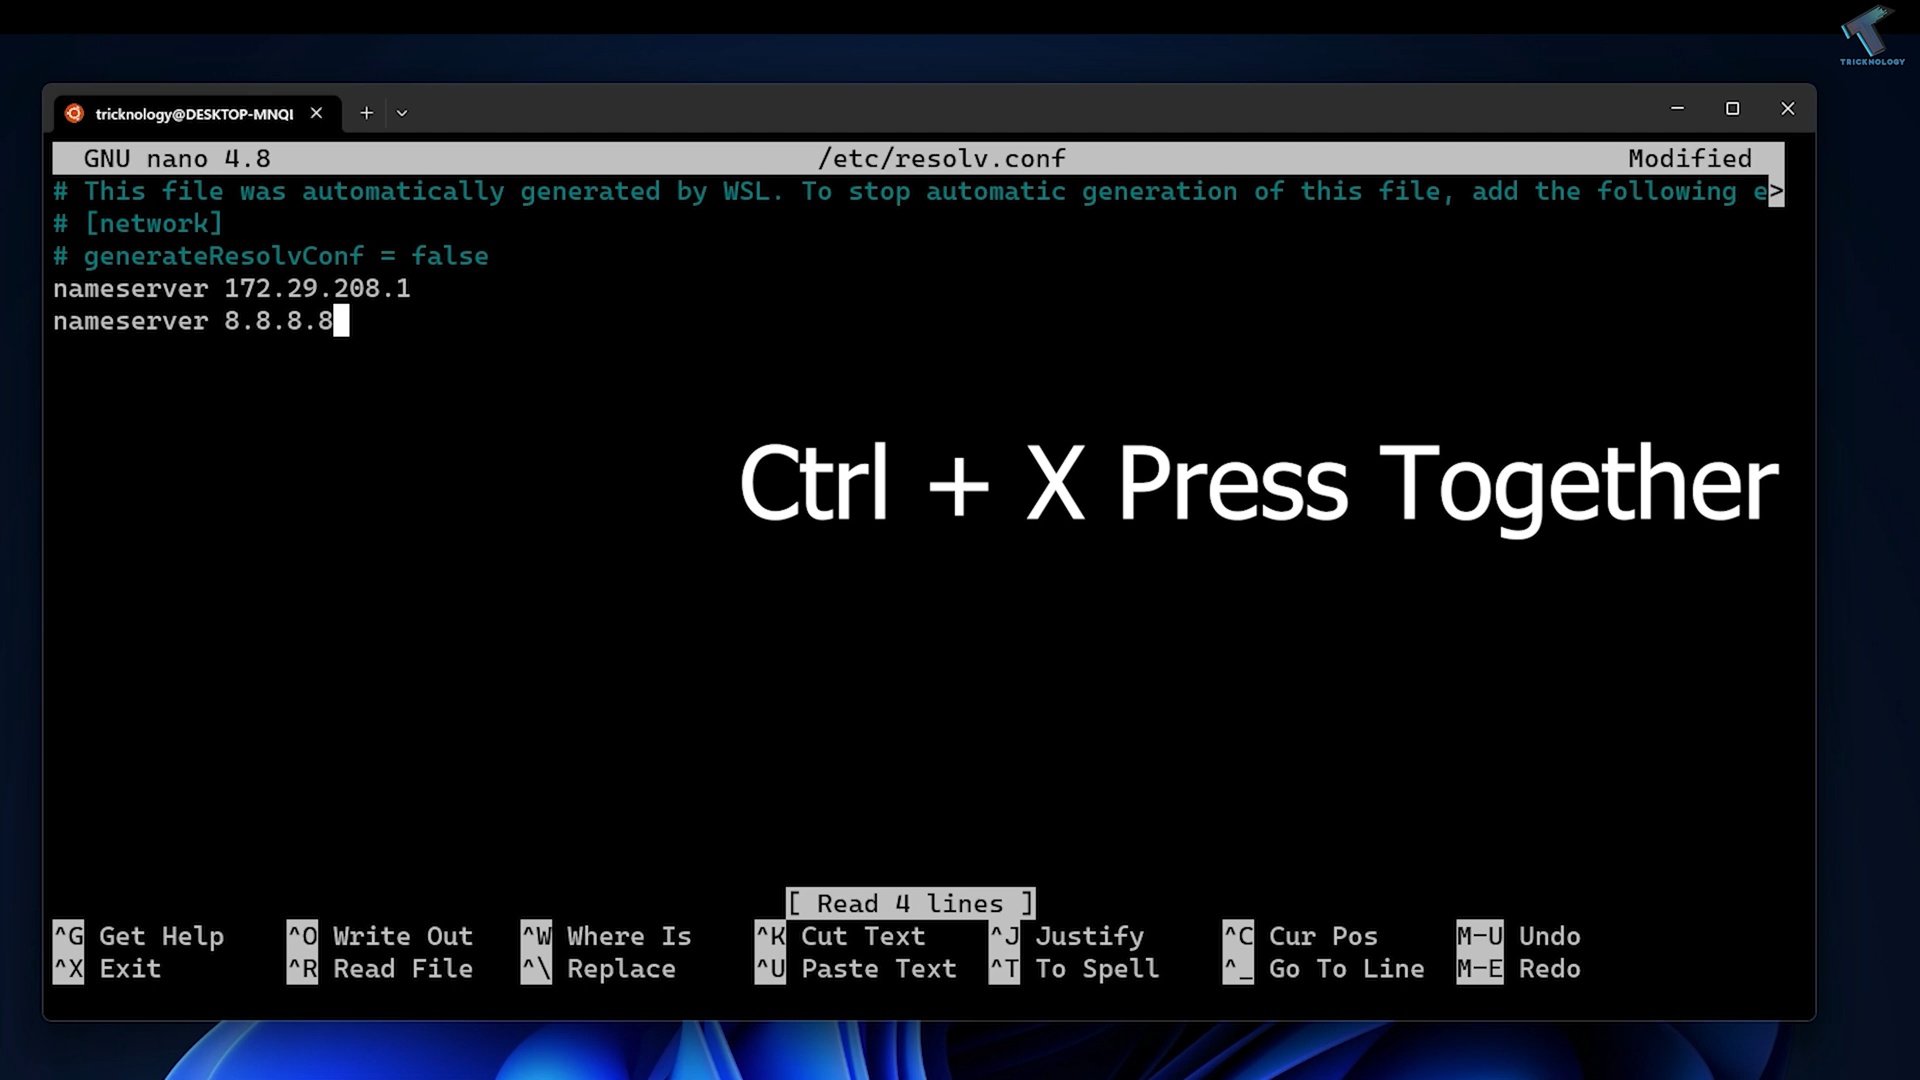 TRICKNOLOGY
tricknology@DESKTOP-MNQI
GNU nano 4.8 /etc/resolv.conf Modified
# This file was automatically generated by WSL. To stop automatic generation of this file, add the following e>
# [network]
# generateResolvConf = false
nameserver 172.29.208.1
nameserver 8.8.8.8
Ctrl + X Press Together
[ Read 4 lines ]
^G Get Help ^O Write Out ^W Where Is ^K Cut Text ^J Justify ^C Cur Pos M-U Undo
^X Exit ^R Read File ^\ Replace ^U Paste Text ^T To Spell ^_ Go To Line M-E Redo